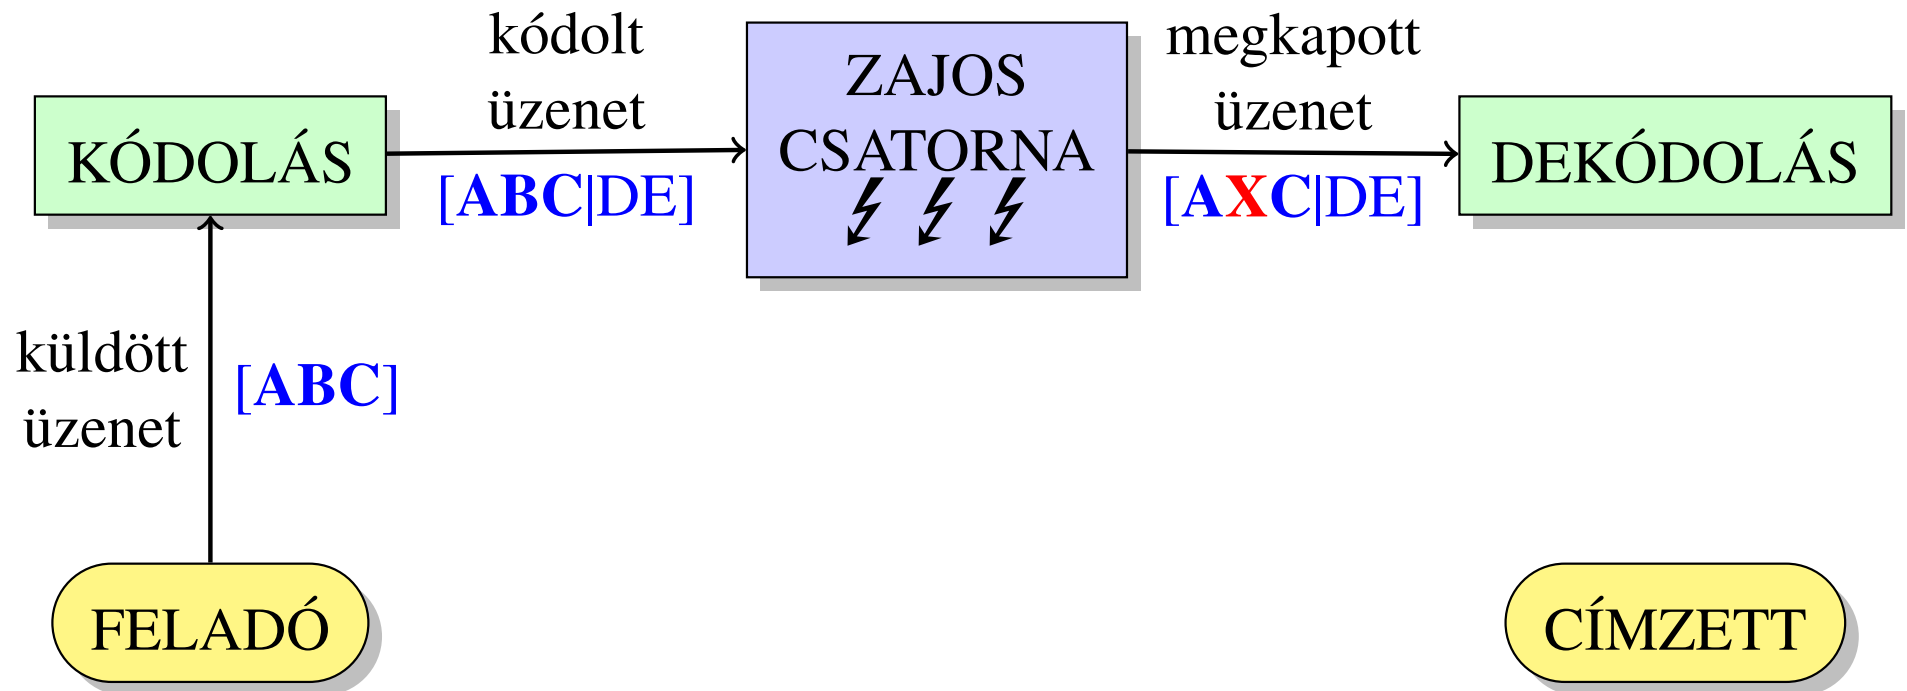 kódolt
üzenet
ZAJOS
CSATORNA
megkapott
üzenet
KÓDOLÁS
[ABC|DE]
[AXC|DE]
DEKÓDOLÁS
küldött
üzenet
[ABC]
FELADÓ
CÍMZETT